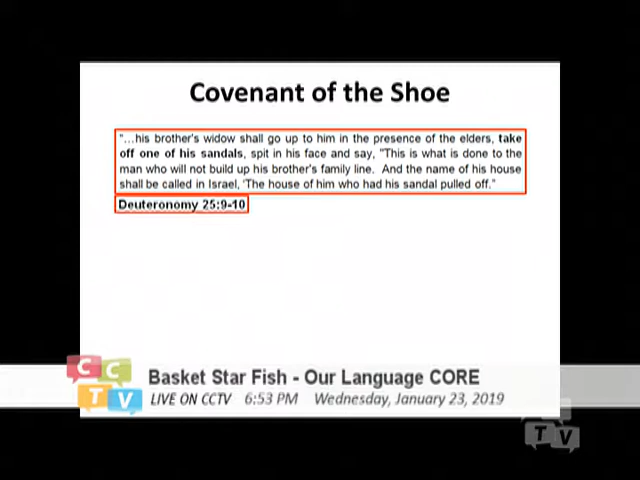 Covenant of the Shoe
"...his brother's widow shall go up to him in the presence of the elders, take
off one of his sandals, spit in his face and say, "This is what is done to the
man who will not build up his brother's family line. And the name of his house
shall be called in Israel, 'The house of him who had his sandal pulled off."
Deuteronomy 25:9-10
CC
TV
Basket Star Fish - Our Language CORE
LIVE ON CCTV 6:53 PM Wednesday, January 23, 2019
TV